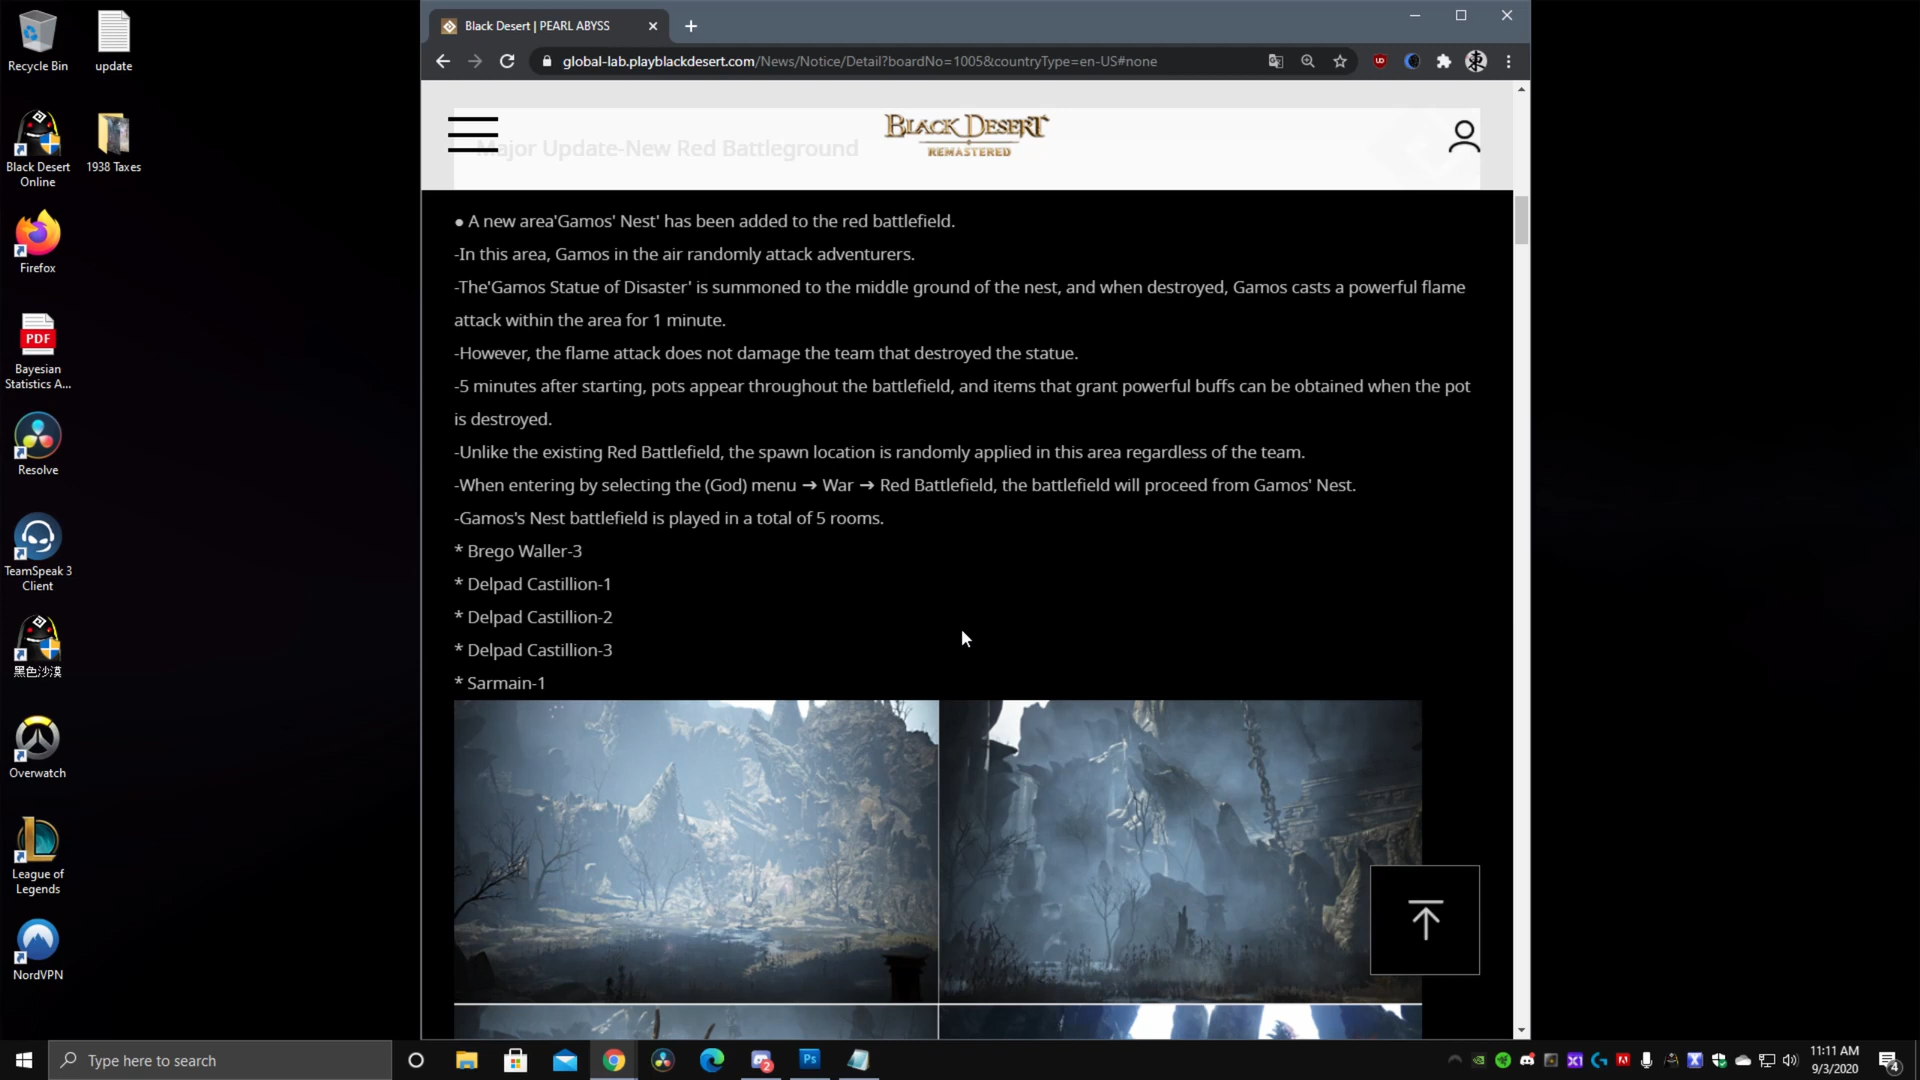 Recycle Bin
update
Black Desert
Online
1938 Taxes
Firefox
PDF
Bayesian
Statistics A...
Resolve
TeamSpeak 3
Client
黑色沙漠
Overwatch
League of
Legends
NordVPN
Black Desert | PEARL ABYSS
global-lab.playblackdesert.com/News/Notice/Detail?boardNo=1005&countryType=en-US#none
BLACK DESERT
REMASTERED
Major Update-New Red Battleground
● A new area'Gamos' Nest' has been added to the red battlefield.
-In this area, Gamos in the air randomly attack adventurers.
-The'Gamos Statue of Disaster' is summoned to the middle ground of the nest, and when destroyed, Gamos casts a powerful flame
attack within the area for 1 minute.
-However, the flame attack does not damage the team that destroyed the statue.
-5 minutes after starting, pots appear throughout the battlefield, and items that grant powerful buffs can be obtained when the pot
is destroyed.
-Unlike the existing Red Battlefield, the spawn location is randomly applied in this area regardless of the team.
-When entering by selecting the (God) menu → War → Red Battlefield, the battlefield will proceed from Gamos' Nest.
-Gamos's Nest battlefield is played in a total of 5 rooms.
* Brego Waller-3
* Delpad Castillion-1
* Delpad Castillion-2
* Delpad Castillion-3
* Sarmain-1
Type here to search
2
Ps
11:11 AM
9/3/2020
4